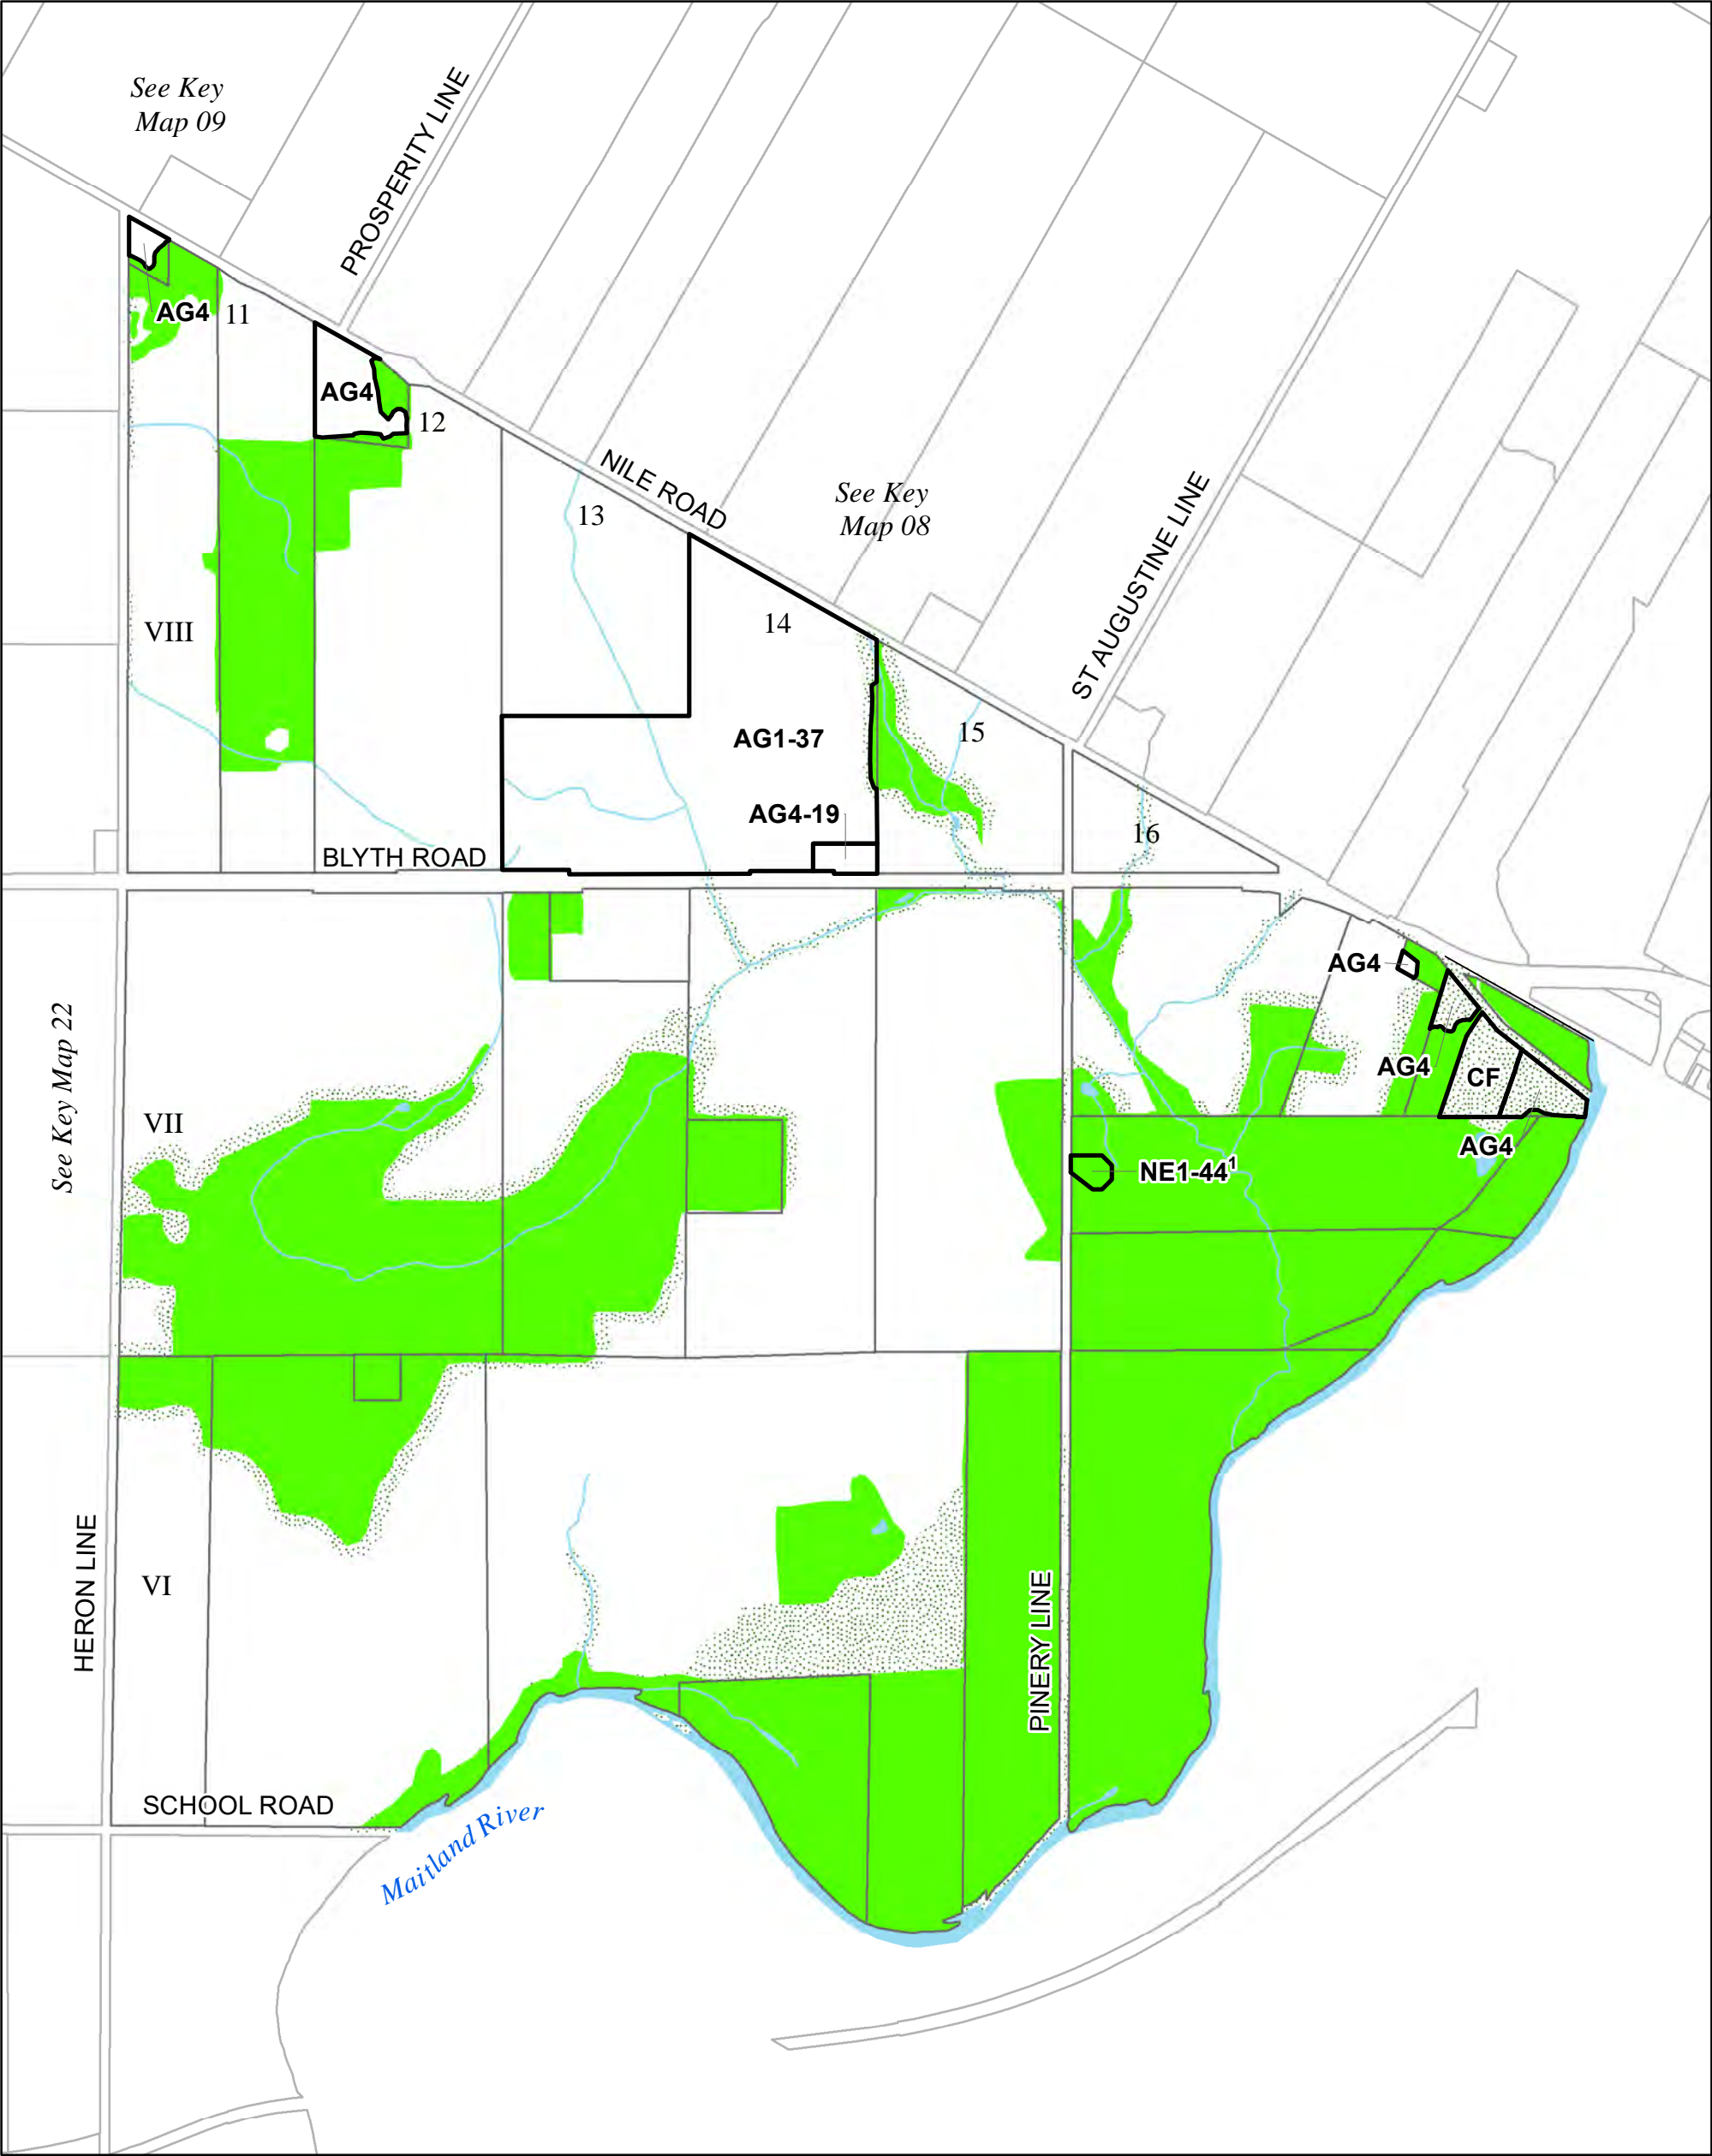 See Key
Map 09
PROSPERITY LINE
AG4
11
AG4
12
NILE ROAD
13
See Key
Map 08
ST AUGUSTINE LINE
14
VIII
AG1-37
15
AG4-19
16
BLYTH ROAD
AG4
See Key Map 22
AG4
CF
VII
AG4
NE1-44¹
HERON LINE
VI
PINERY LINE
SCHOOL ROAD
Maitland River